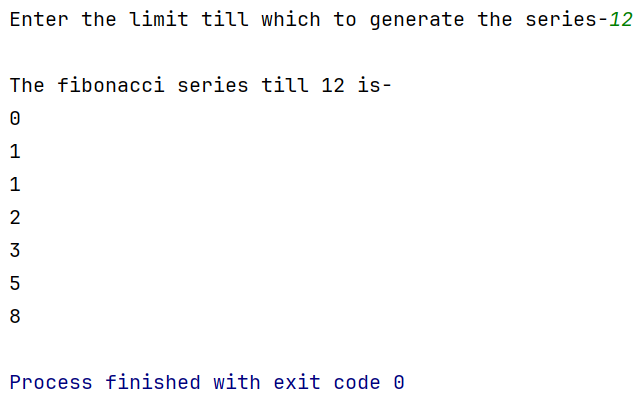 Enter the limit till which to generate the series-12
The fibonacci series till 12 is-
0
1
1
2
3
5
8
Process finished with exit code 0